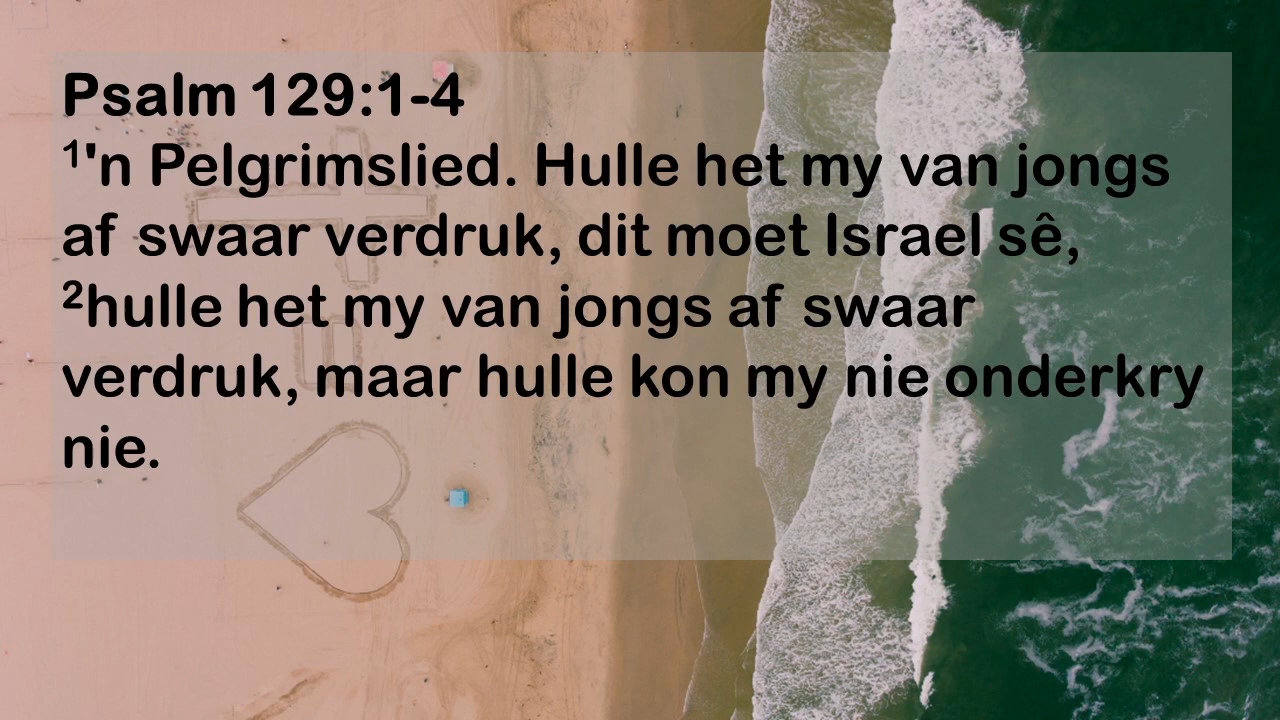 Psalm 129:1-4
¹'n Pelgrimslied. Hulle het my van jongs
af swaar verdruk, dit moet Israel sê,
²hulle het my van jongs af swaar
verdruk, maar hulle kon my nie onderkry
nie.